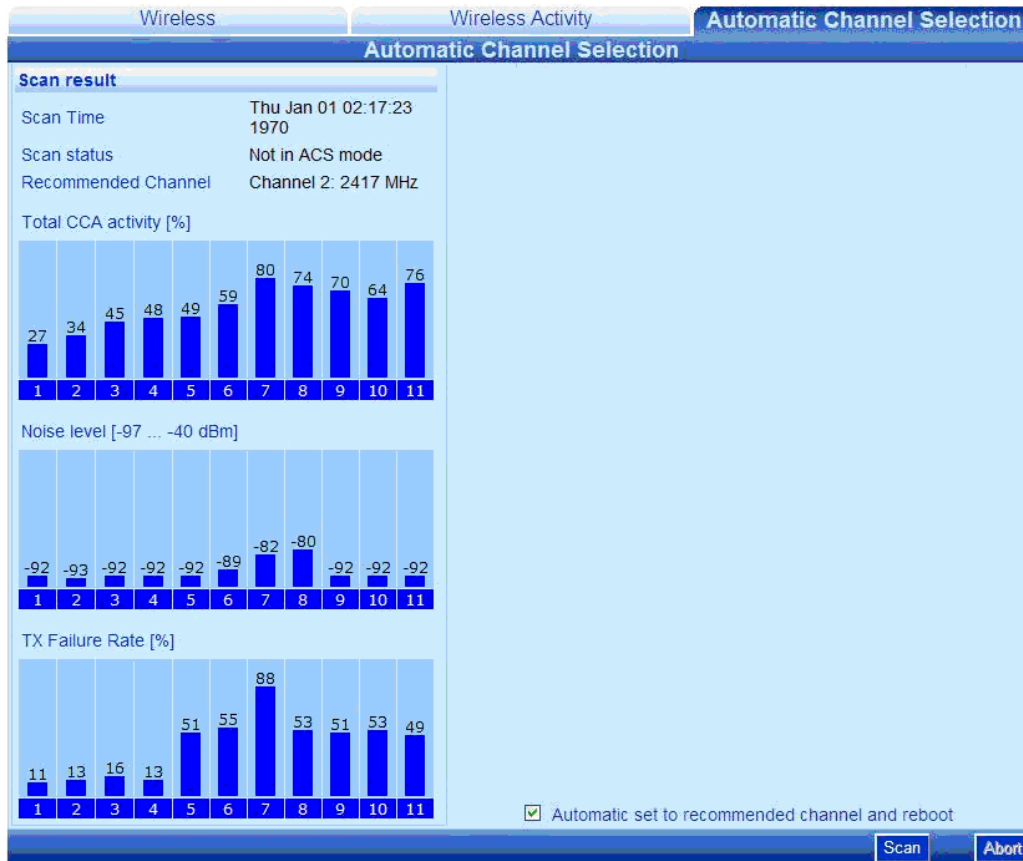 Wireless Wireless Activity Automatic Channel Selection
Automatic Channel Selection
Scan result
Scan Time Thu Jan 01 02:17:23
1970
Scan status Not in ACS mode
Recommended Channel Channel 2: 2417 MHz
Total CCA activity [%]
27 34 45 48 49 59 80 74 70 64 76
1 2 3 4 5 6 7 8 9 10 11
Noise level [-97 ... -40 dBm]
-92 -93 -92 -92 -92 -89 -82 -80 -92 -92 -92
1 2 3 4 5 6 7 8 9 10 11
TX Failure Rate [%]
11 13 16 13 51 55 88 53 51 53 49
1 2 3 4 5 6 7 8 9 10 11
Automatic set to recommended channel and reboot
Scan Abort